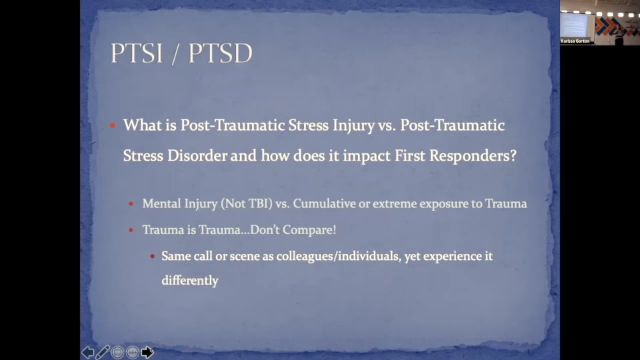 PTSI / PTSD
What is Post-Traumatic Stress Injury vs. Post-Traumatic
Stress Disorder and how does it impact First Responders?
Mental Injury (Not TBI) vs. Cumulative or extreme exposure to Trauma
Trauma is Trauma...Don't Compare!
Same call or scene as colleagues/individuals, yet experience it
differently